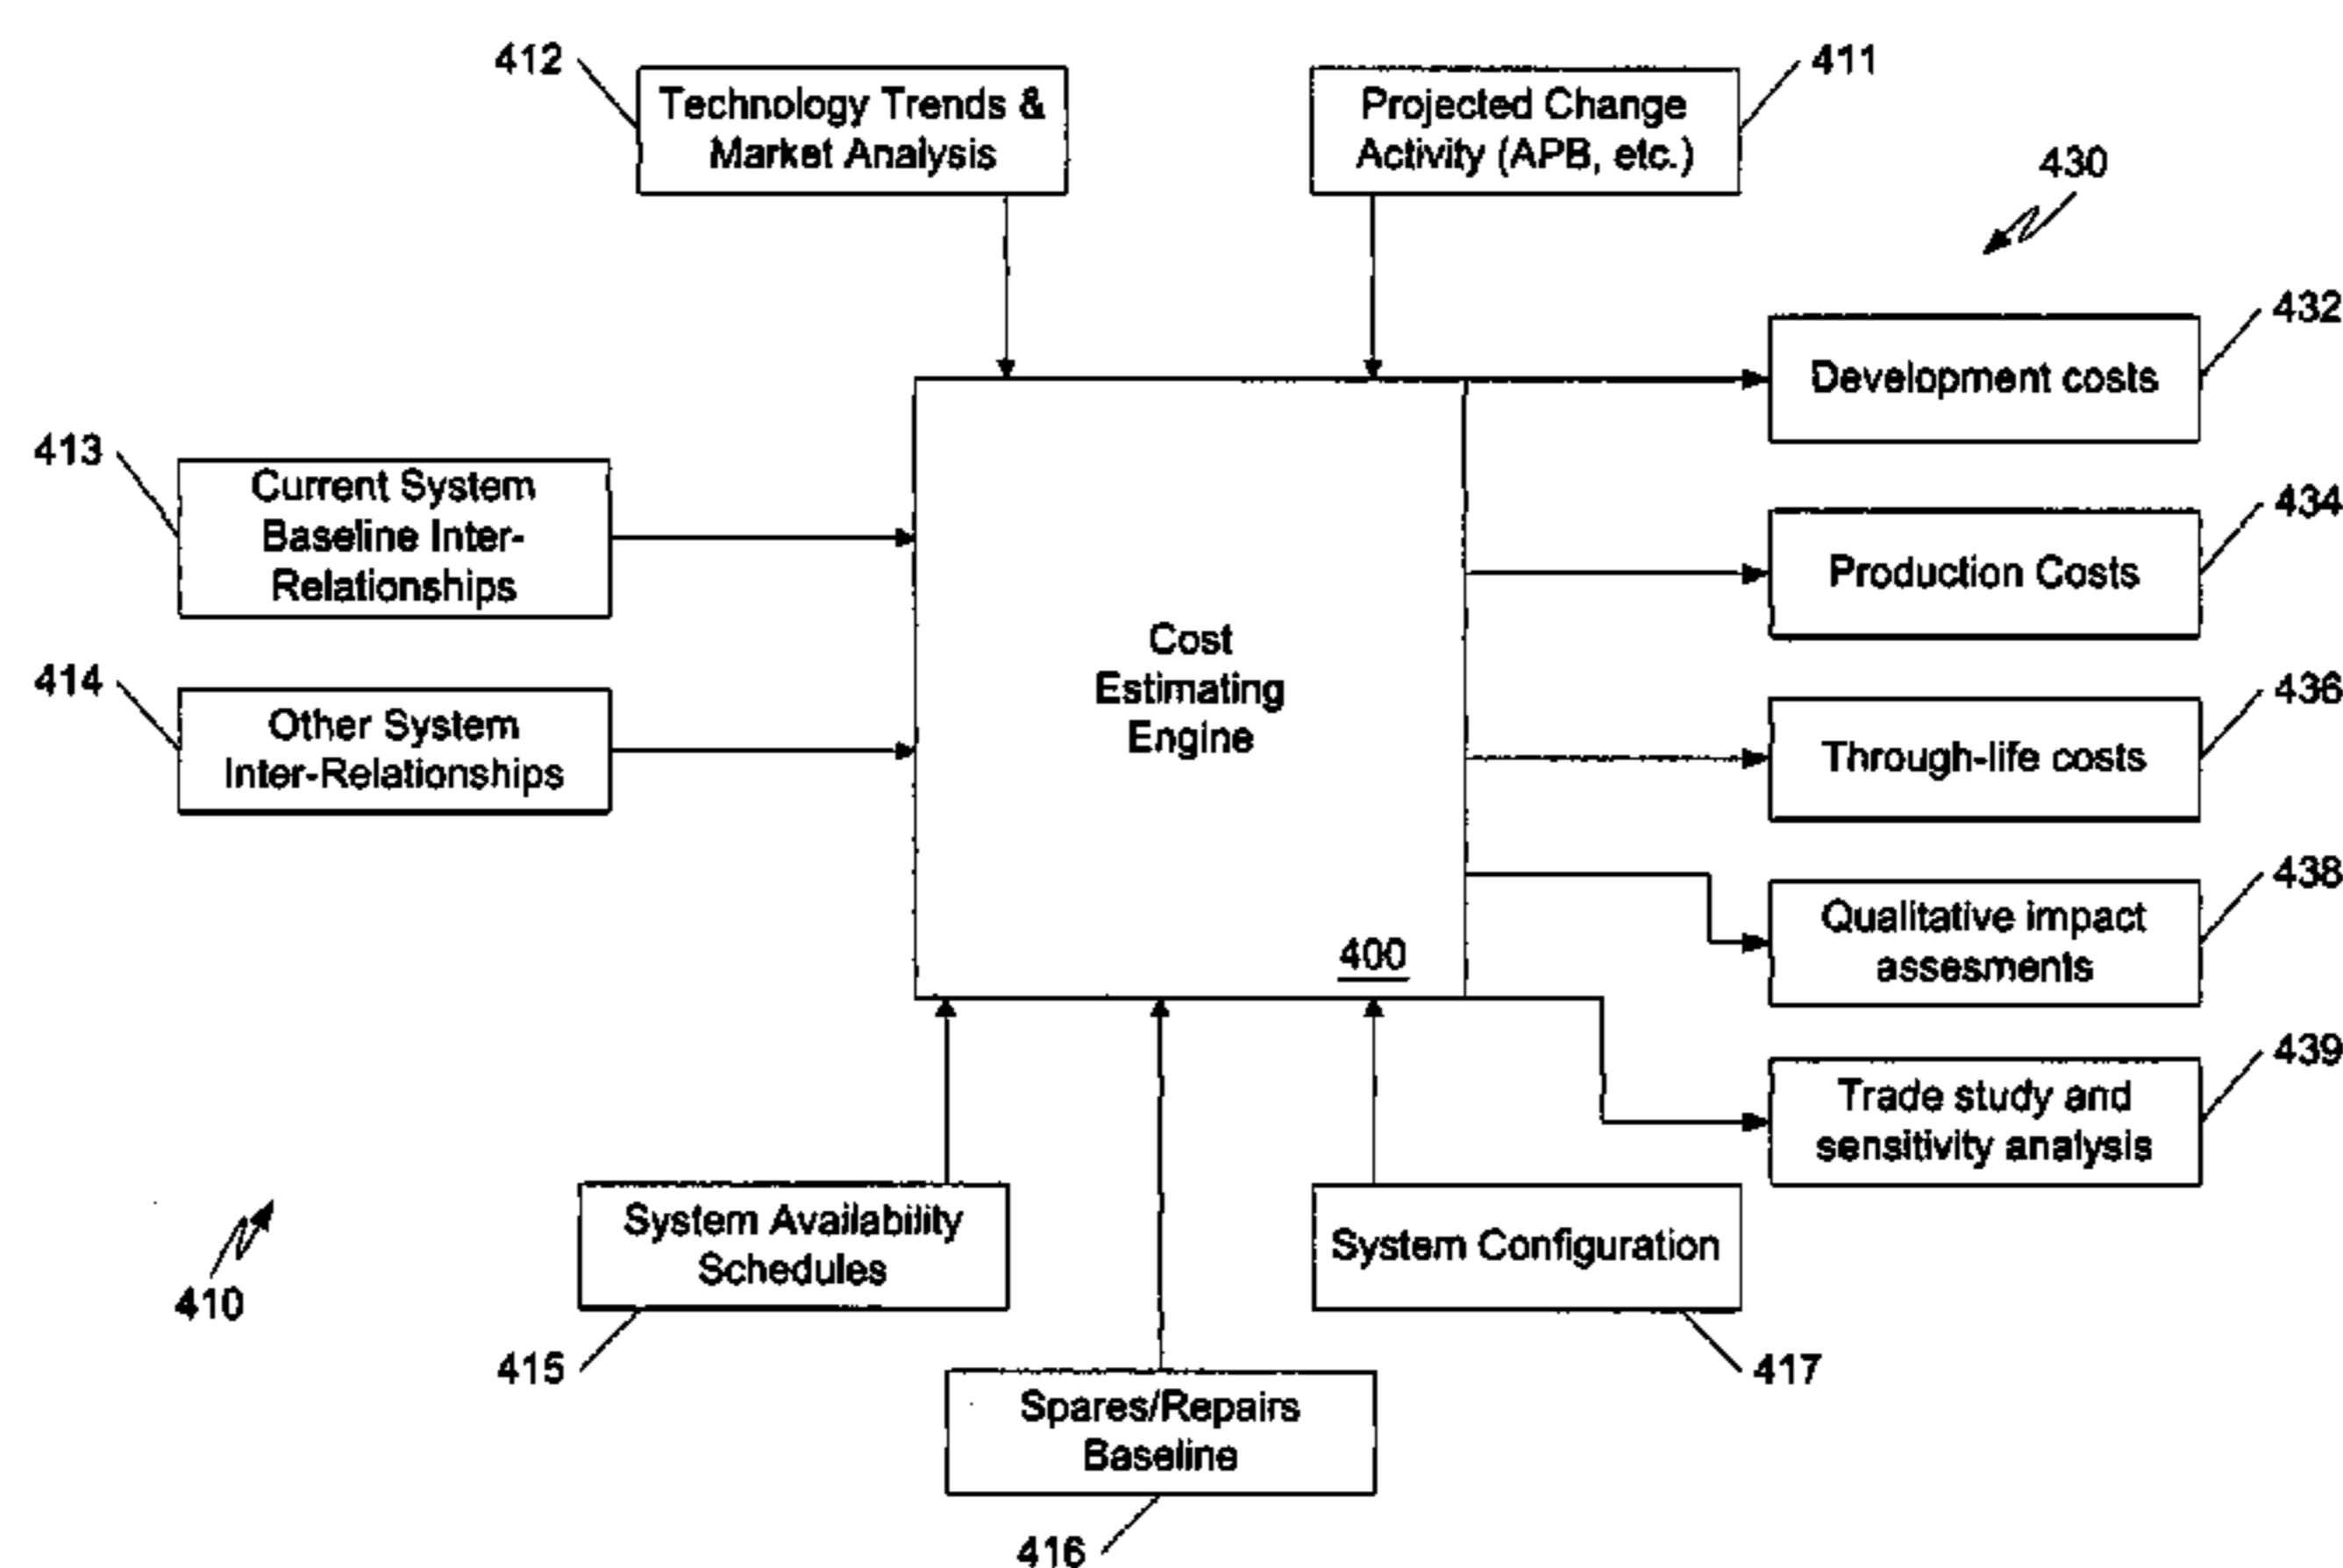 412
Technology Trends &
Market Analysis
Projected Change
Activity (APB, etc.)
411
430
432
Development costs
413
Current System
Baseline Inter-
Relationships
434
Production Costs
414
Other System
Inter-Relationships
Cost
Estimating
Engine
400
436
Through-life costs
438
Qualitative impact
assesments
439
Trade study and
sensitivity analysis
410
System Availability
Schedules
415
System Configuration
417
Spares/Repairs
Baseline
416